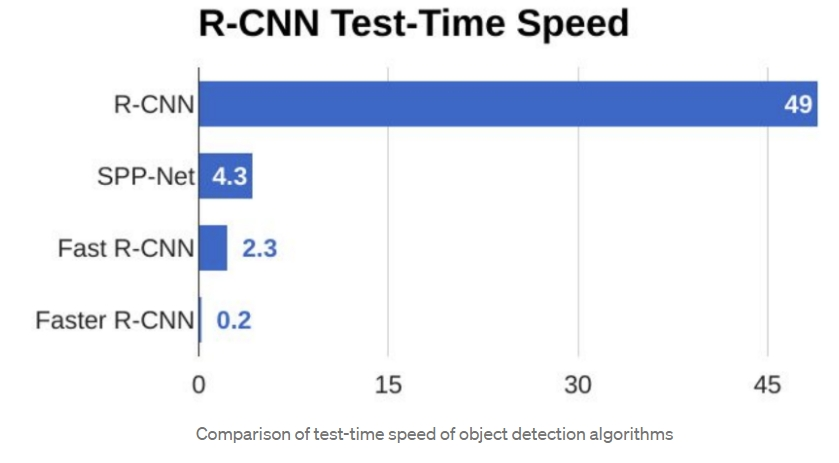 R-CNN Test-Time Speed
R-CNN 49
SPP-Net 4.3
Fast R-CNN 2.3
Faster R-CNN 0.2
0 15 30 45
Comparison of test-time speed of object detection algorithms